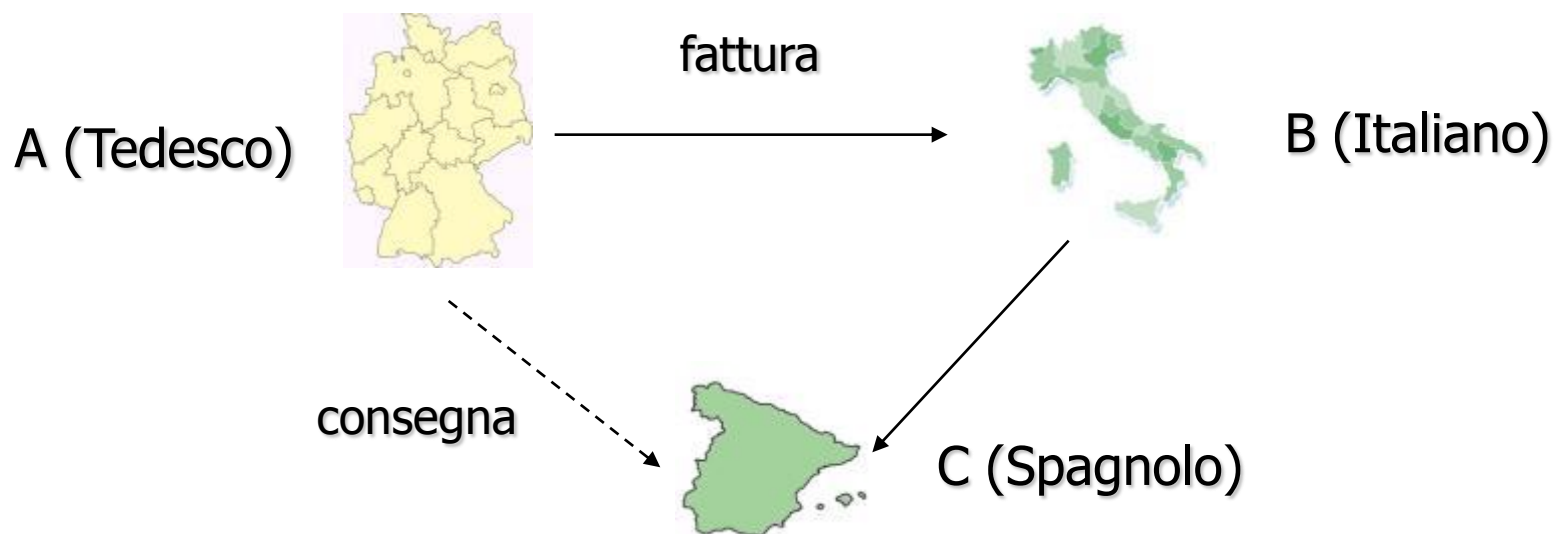 fattura
A (Tedesco)
B (Italiano)
consegna
C (Spagnolo)